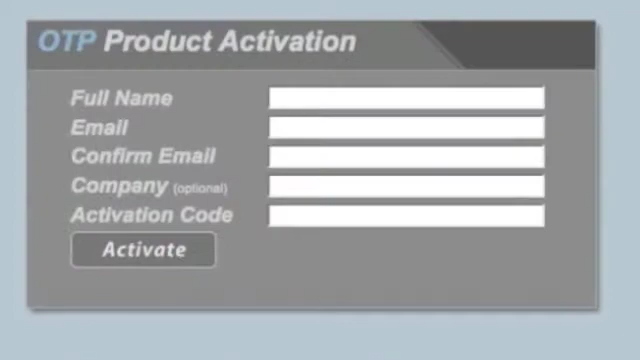 OTP Product Activation
Full Name
Email
Confirm Email
Company (optional)
Activation Code
Activate